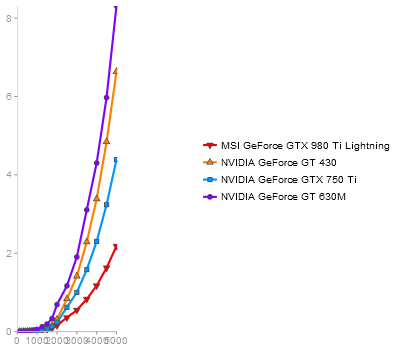 8
6
4
2
0
0 1000 2000 3000 4000 5000
MSI GeForce GTX 980 Ti Lightning
NVIDIA GeForce GT 430
NVIDIA GeForce GTX 750 Ti
NVIDIA GeForce GT 630M